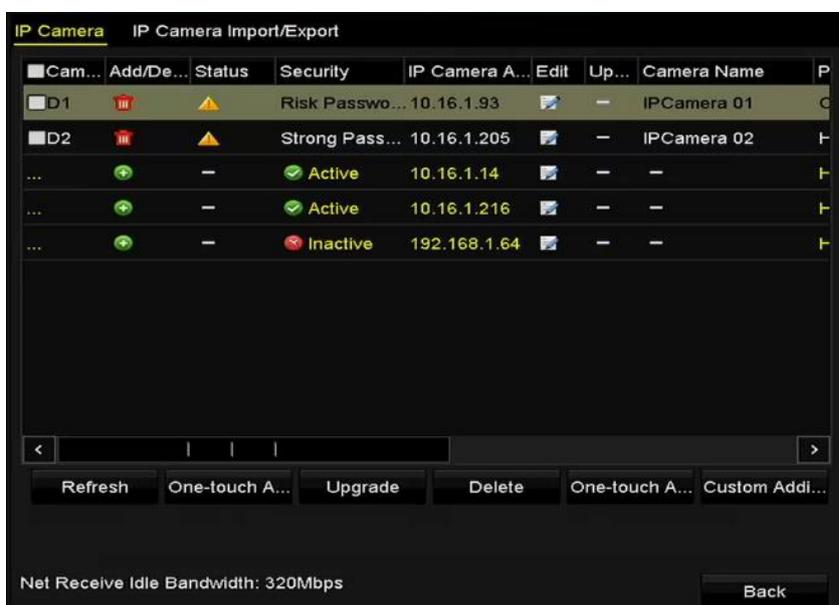 IP Camera IP Camera Import/Export
Cam... Add/De... Status Security IP Camera A... Edit Up... Camera Name P
D1 Risk Passwo... 10.16.1.93 – IPCamera 01
D2 Strong Pass... 10.16.1.205 – IPCamera 02
... – Active 10.16.1.14 – –
... – Active 10.16.1.216 – –
... – Inactive 192.168.1.64 – –
< >
Refresh One-touch A... Upgrade Delete One-touch A... Custom Addi...
Net Receive Idle Bandwidth: 320Mbps
Back